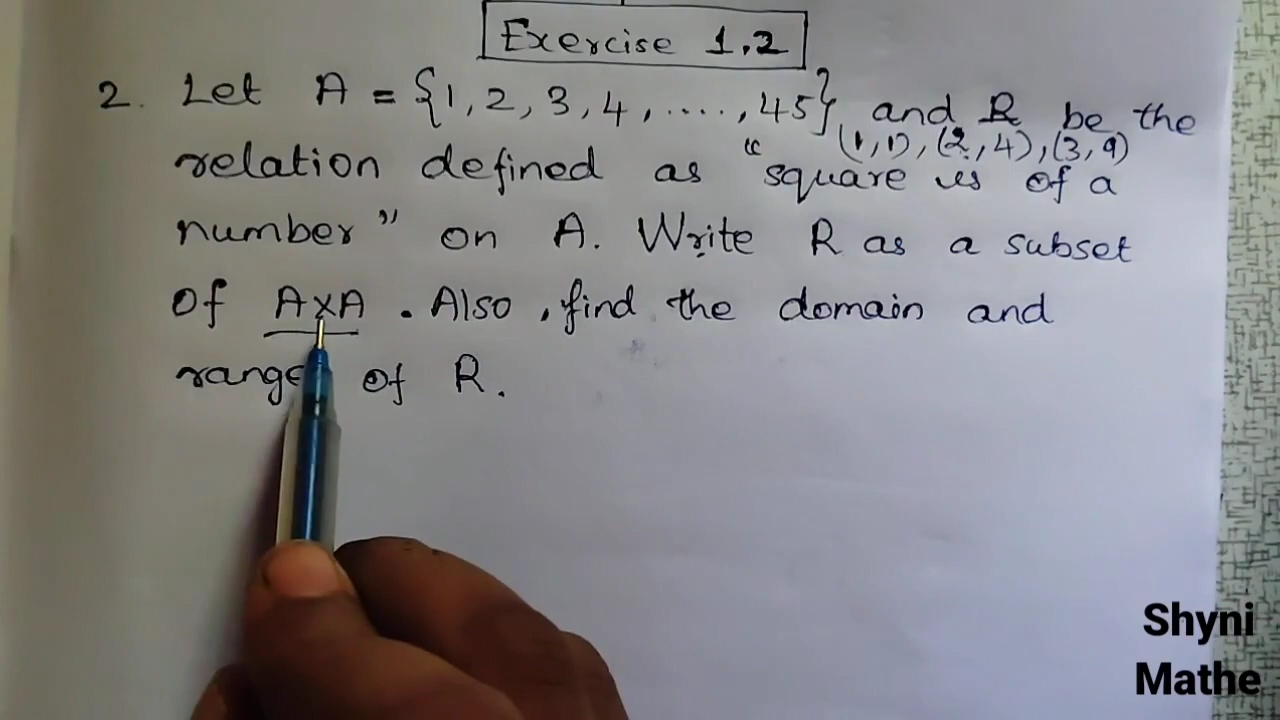 Exercise 1.2
2. Let A = {1, 2, 3, 4, ...., 45} and R be the
(1,1), (2,4), (3,9)
relation defined as "square is of a
number" on A. Write R as a subset
of A×A. Also, find the domain and
range of R.
Shyni
Mathe